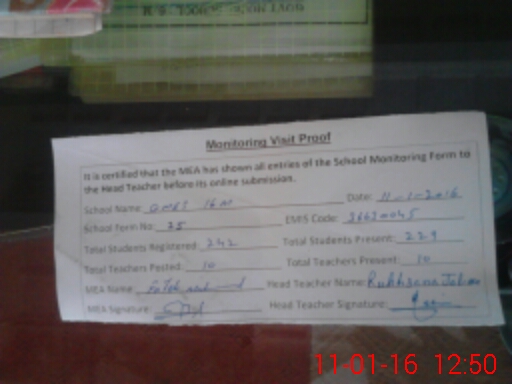 Monitoring Visit Proof
It is certified that the MEA has shown all entries of the School Monitoring Form to
the Head Teacher before its online submission.
School Name: GMES 16 M Date: 11-1-2016
School Form No: 35 EMIS Code: 36630045
Total Students Registered: 242 Total Students Present: 229
Total Teachers Posted: 10 Total Teachers Present: 10
MEA Name: Head Teacher Name: Rukhsana
MEA Signature: Head Teacher Signature:
11-01-16 12:50